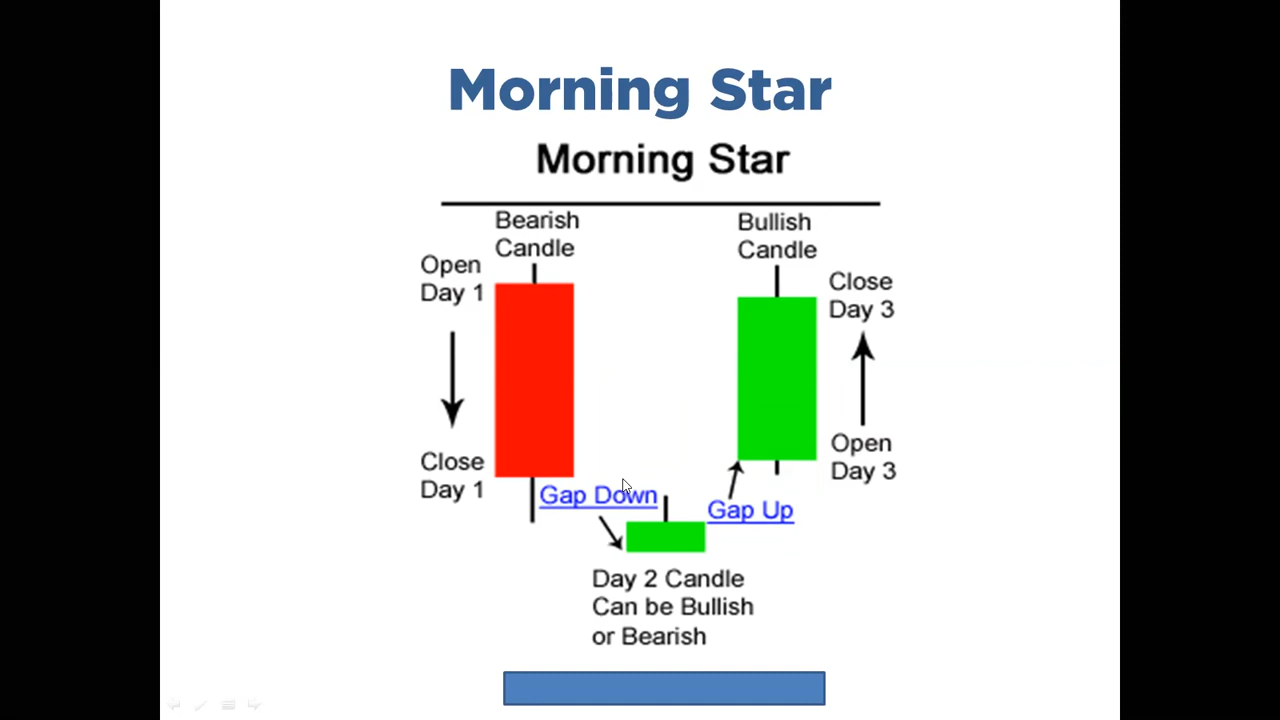 Morning Star
Morning Star
Bearish
Candle
Bullish
Candle
Open
Day 1
Close
Day 3
Close
Day 1
Open
Day 3
Gap Down
Gap Up
Day 2 Candle
Can be Bullish
or Bearish